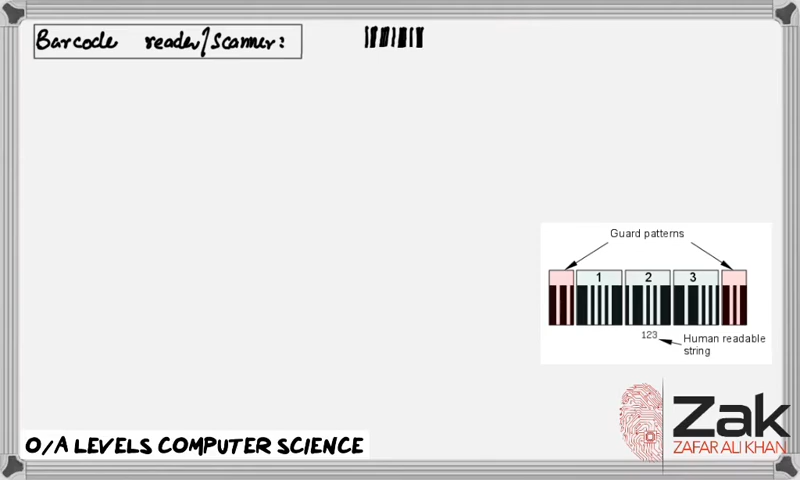 Barcode reader/Scanner:
Guard patterns
1 2 3
123
Human readable
string
Zak
ZAFAR ALI KHAN
O/A LEVELS COMPUTER SCIENCE